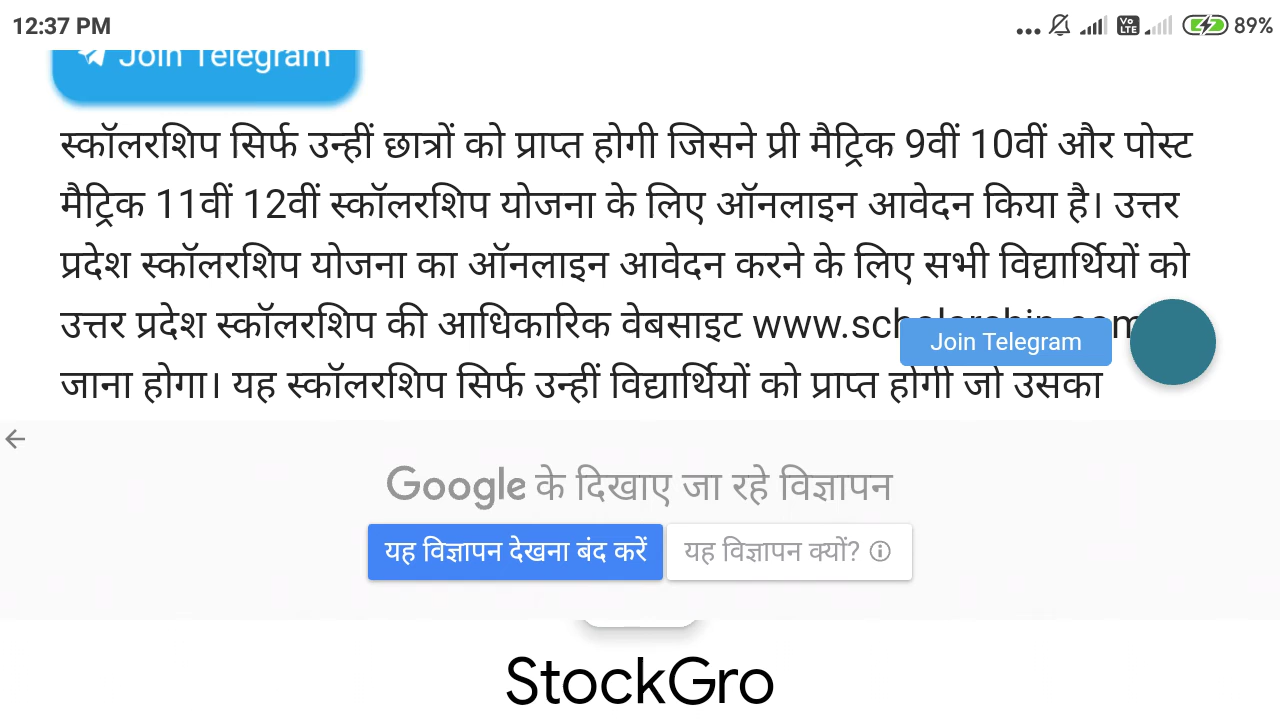 12:37 PM
Vo LTE
89%
Join Telegram
स्कॉलरशिप सिर्फ उन्हीं छात्रों को प्राप्त होगी जिसने प्री मैट्रिक 9वीं 10वीं और पोस्ट
मैट्रिक 11वीं 12वीं स्कॉलरशिप योजना के लिए ऑनलाइन आवेदन किया है। उत्तर
प्रदेश स्कॉलरशिप योजना का ऑनलाइन आवेदन करने के लिए सभी विद्यार्थियों को
उत्तर प्रदेश स्कॉलरशिप की आधिकारिक वेबसाइट
Join Telegram
जाना होगा। यह स्कॉलरशिप सिर्फ उन्हीं विद्यार्थियों को प्राप्त होगी जो उसका
Google के दिखाए जा रहे विज्ञापन
यह विज्ञापन देखना बंद करें
यह विज्ञापन क्यों?
StockGro